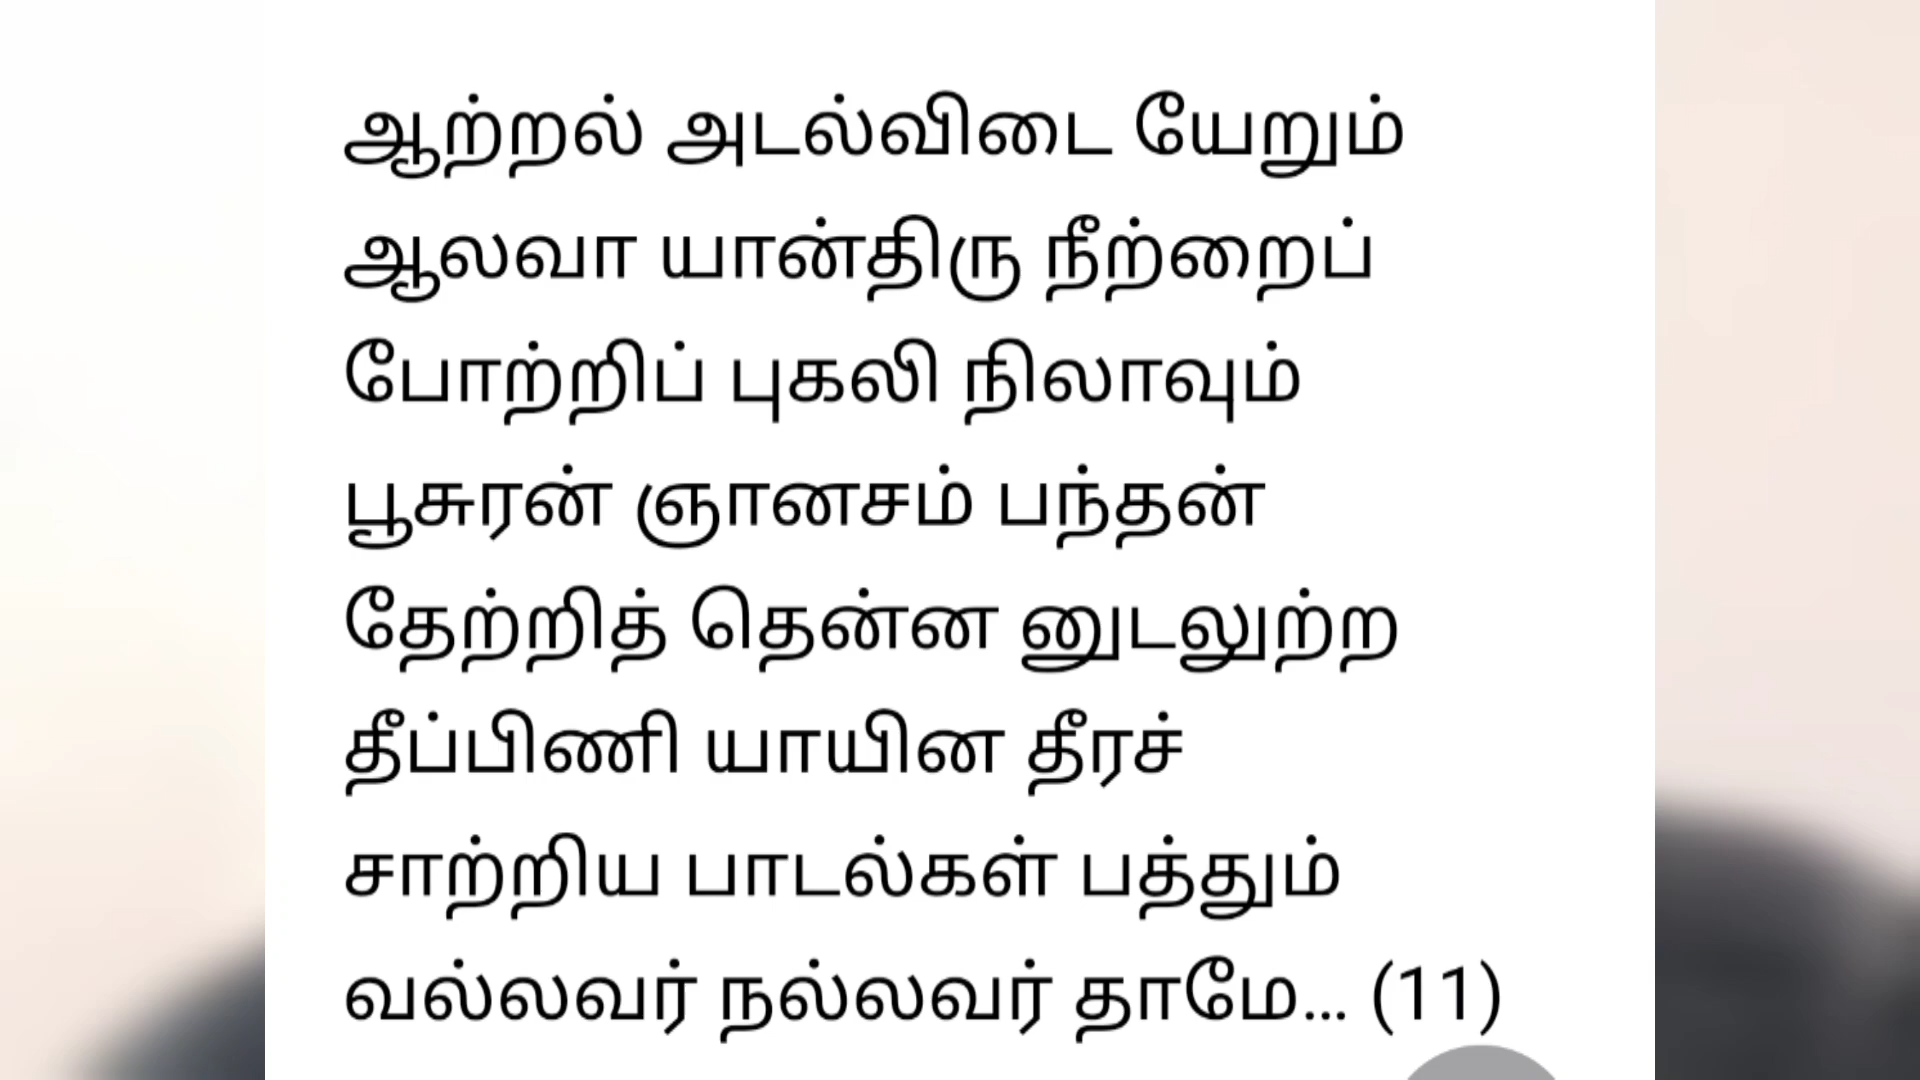 ஆற்றல் அடல்விடை யேறும்
ஆலவா யான்திரு நீற்றைப்
போற்றிப் புகலி நிலாவும்
பூசுரன் ஞானசம் பந்தன்
தேற்றித் தென்ன னுடலுற்ற
தீப்பிணி யாயின தீரச்
சாற்றிய பாடல்கள் பத்தும்
வல்லவர் நல்லவர் தாமே... (11)